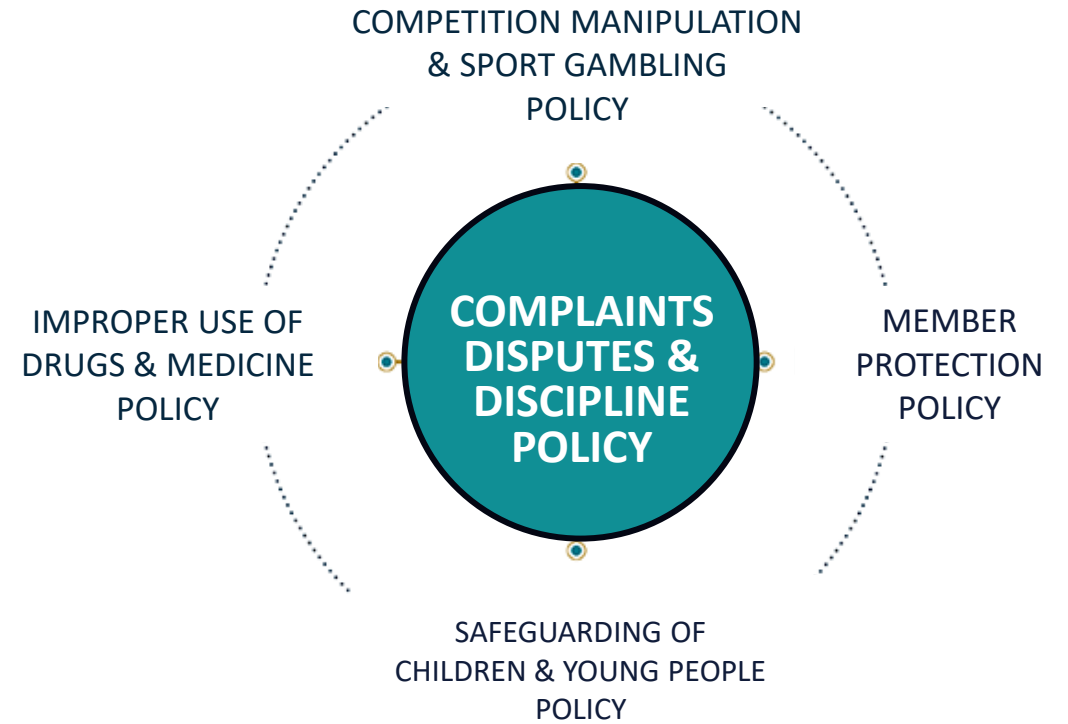 COMPETITION MANIPULATION
& SPORT GAMBLING
POLICY
IMPROPER USE OF
DRUGS & MEDICINE
POLICY
COMPLAINTS
DISPUTES &
DISCIPLINE
POLICY
MEMBER
PROTECTION
POLICY
SAFEGUARDING OF
CHILDREN & YOUNG PEOPLE
POLICY